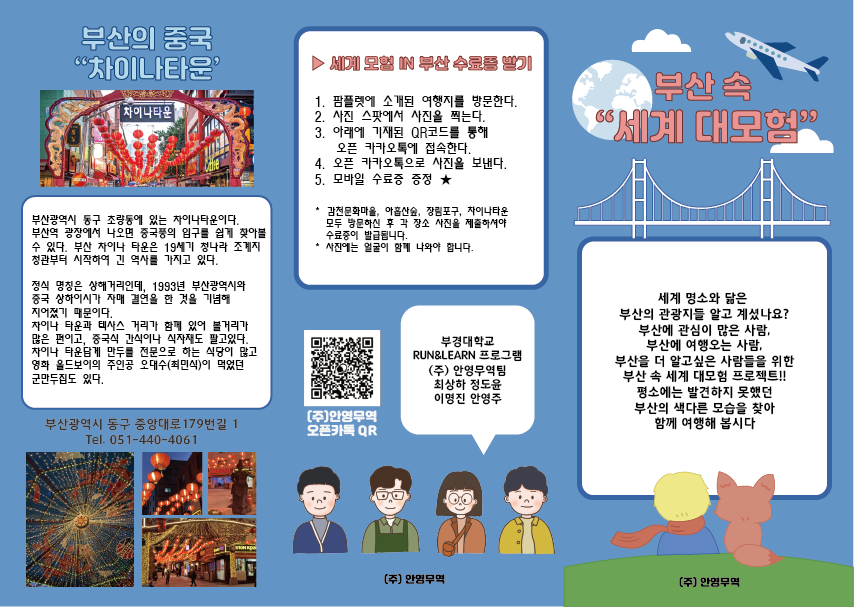 부산의 중국
“차이나타운’
차이나타운
부산광역시 동구 초량동에 있는 차이나타운이다.
부산역 광장에서 나오면 중국풍의 입구를 쉽게 찾아볼
수 있다. 부산 차이나 타운은 19세기 청나라 조계지
청관부터 시작하여 긴 역사를 가지고 있다.
정식 명칭은 상해거리인데, 1993년 부산광역시와
중국 상하이시가 자매 결연을 한 것을 기념해
지어졌기 때문이다.
차이나 타운과 텍사스 거리가 함께 있어 볼거리가
많은 편이고, 중국식 간식이나 식자재도 팔고있다.
차이나 타운답게 만두를 전문으로 하는 식당이 많고
영화 올드보이의 주인공 오대수(최민식)이 먹었던
군만두집도 있다.
부산광역시 동구 중앙대로179번길 1
Tel. 051-440-4061
▶ 세계 모험 IN 부산 수료증 받기
1. 팜플렛에 소개된 여행지를 방문한다.
2. 사진 스팟에서 사진을 찍는다.
3. 아래에 기재된 QR코드를 통해
오픈 카카오톡에 접속한다.
4. 오픈 카카오톡으로 사진을 보낸다.
5. 모바일 수료증 증정 ★
* 감천문화마을, 아홉산숲, 장림포구, 차이나타운
모두 방문하신 후 각 장소 사진을 제출하셔야
수료증이 발급됩니다.
* 사진에는 얼굴이 함께 나와야 합니다.
(주)안영무역
오픈카톡 QR
부경대학교
RUN&LEARN 프로그램
(주) 안영무역팀
최상하 정도윤
이명진 안영주
(주) 안영무역
부산 속
“세계 대모험”
세계 명소와 닮은
부산의 관광지들 알고 계셨나요?
부산에 관심이 많은 사람,
부산에 여행오는 사람,
부산을 더 알고싶은 사람들을 위한
부산 속 세계 대모험 프로젝트!!
평소에는 발견하지 못했던
부산의 색다른 모습을 찾아
함께 여행해 봅시다
(주) 안영무역